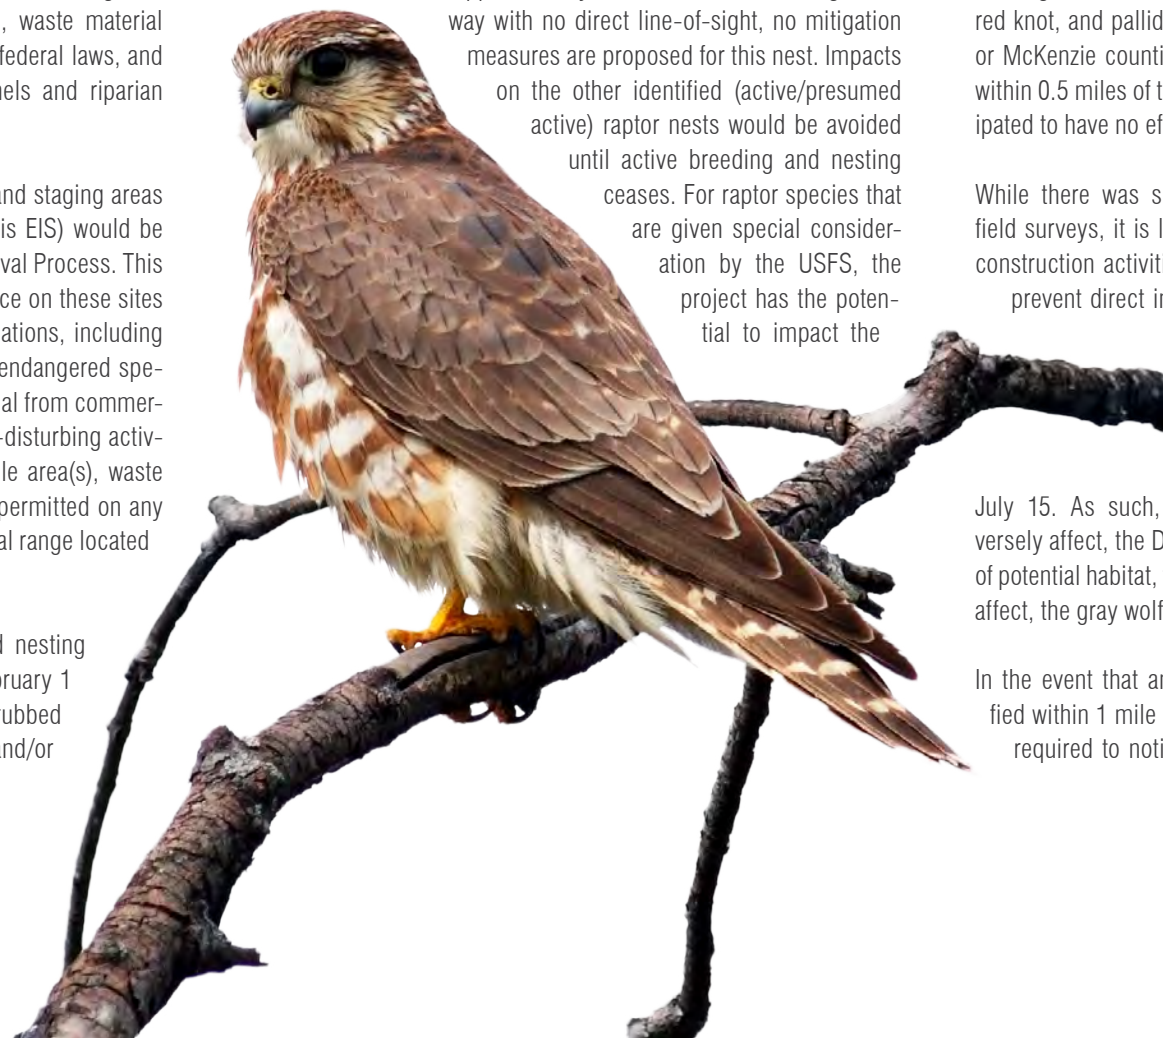 , waste material
federal laws, and
nels and riparian
and staging areas
is EIS) would be
val Process. This
ce on these sites
ations, including
endangered spe-
al from commer-
-disturbing activ-
le area(s), waste
permitted on any
al range located
d nesting
bruary 1
rubbed
and/or
way with no direct line-of-sight, no mitigation
measures are proposed for this nest. Impacts
on the other identified (active/presumed
active) raptor nests would be avoided
until active breeding and nesting
ceases. For raptor species that
are given special consider-
ation by the USFS, the
project has the poten-
tial to impact the
red knot, and pallid
or McKenzie counti
within 0.5 miles of t
ipated to have no ef
While there was s
field surveys, it is l
construction activiti
prevent direct in
July 15. As such,
versely affect, the D
of potential habitat,
affect, the gray wolf
In the event that an
fied within 1 mile
required to noti